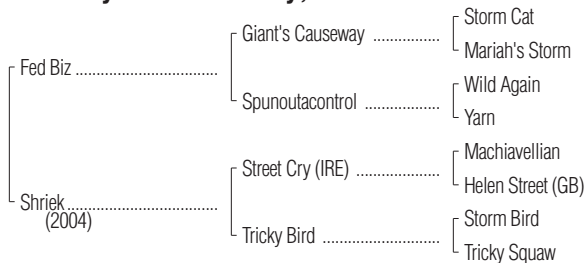 Storm Cat
Giant's Causeway ................
Mariah's Storm
Fed Biz ..................................
Wild Again
Spunoutacontrol ..................
Yarn
Machiavellian
Street Cry (IRE) ....................
Helen Street (GB)
Shriek ....................................
(2004)
Storm Bird
Tricky Bird ............................
Tricky Squaw